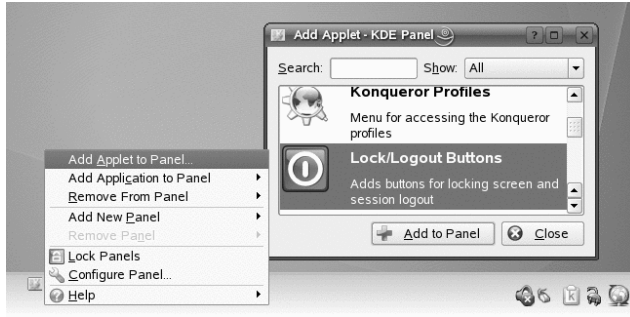 Add Applet - KDE Panel
Search:
Show: All
Konqueror Profiles
Menu for accessing the Konqueror
profiles
Lock/Logout Buttons
Adds buttons for locking screen and
session logout
Add to Panel
Close
Add Applet to Panel...
Add Application to Panel
Remove From Panel
Add New Panel
Remove Panel
Lock Panels
Configure Panel...
Help